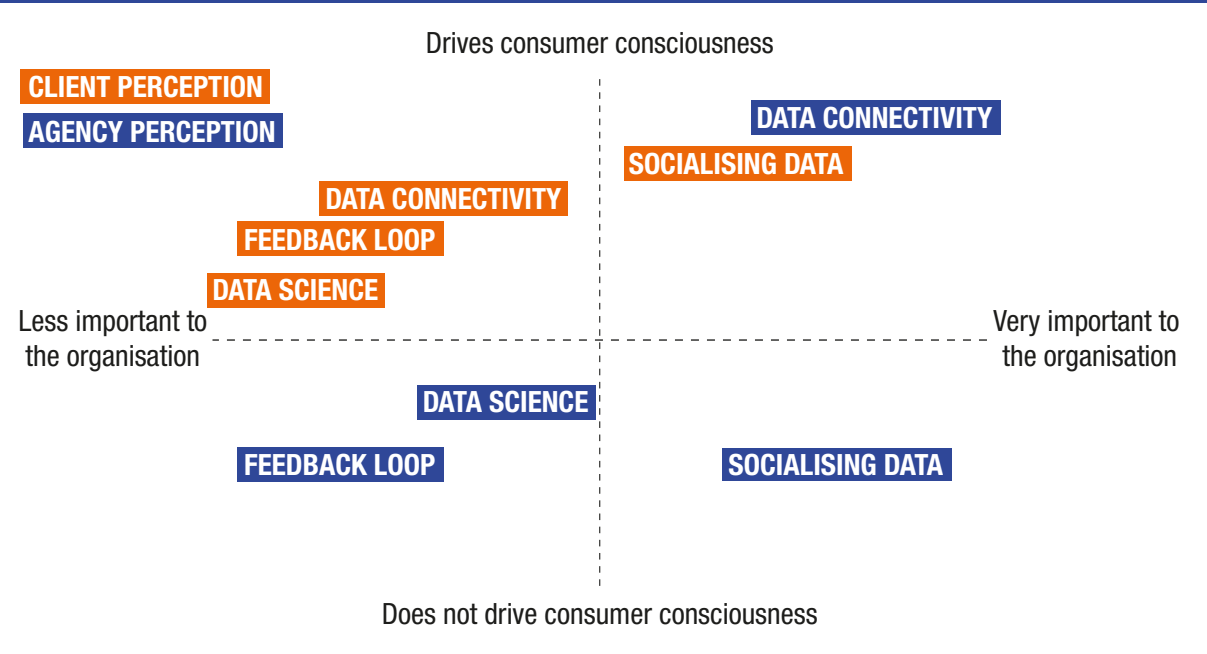 Drives consumer consciousness
CLIENT PERCEPTION
AGENCY PERCEPTION
DATA CONNECTIVITY
SOCIALISING DATA
DATA CONNECTIVITY
FEEDBACK LOOP
DATA SCIENCE
Less important to
the organisation
Very important to
the organisation
DATA SCIENCE
FEEDBACK LOOP
SOCIALISING DATA
Does not drive consumer consciousness